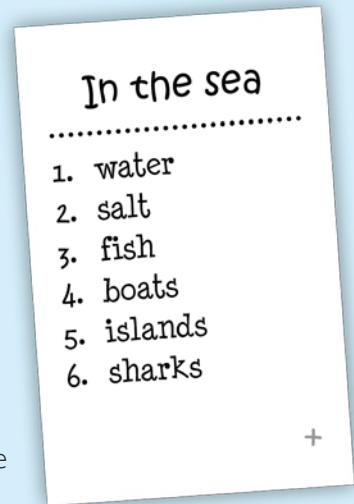 In the sea
1. water
2. salt
3. fish
4. boats
5. islands
6. sharks
+
e